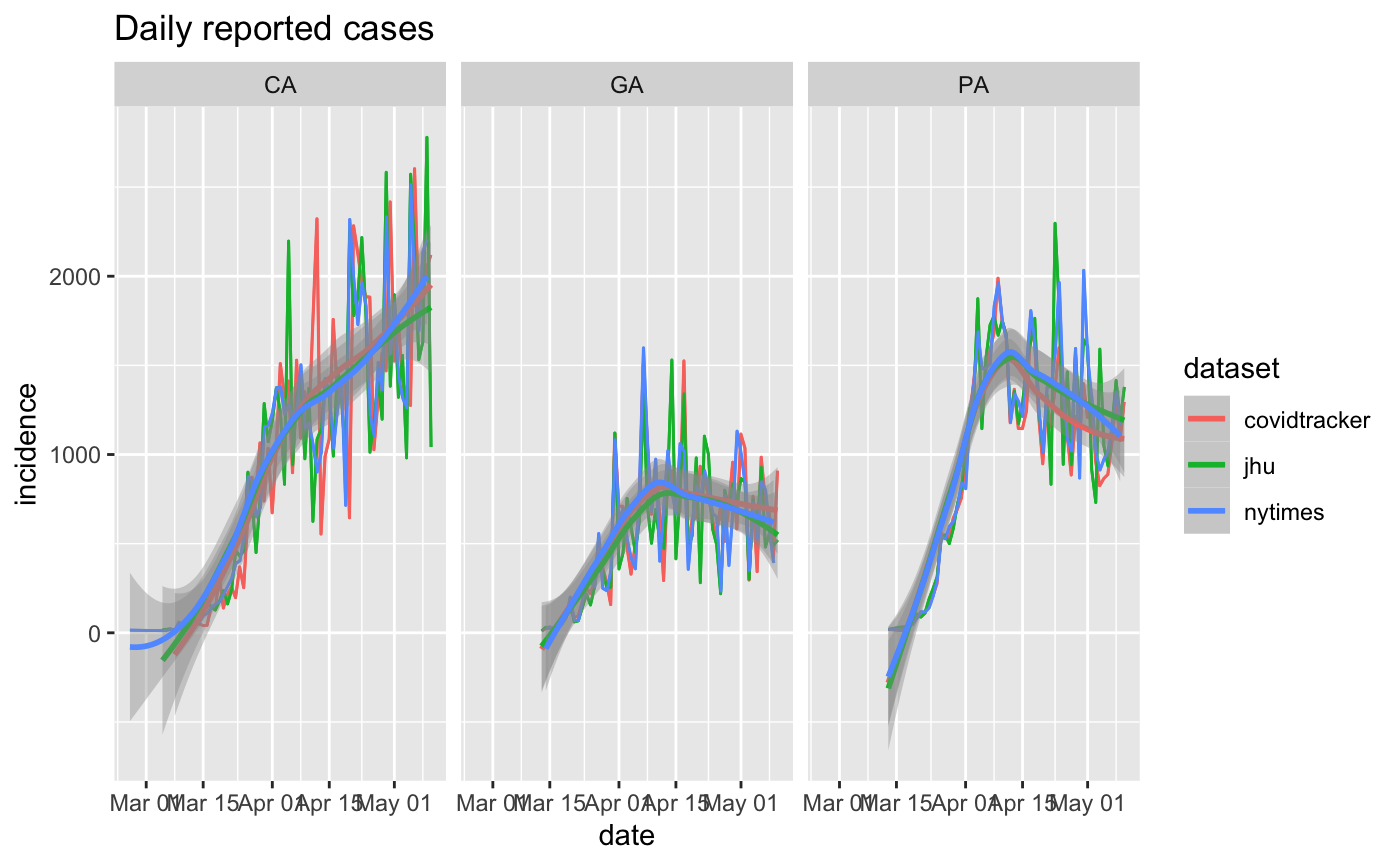 Daily reported cases
CA
GA
PA
2000
1000
0
incidence
Mar 01 Mar 15 Apr 01 Apr 15 May 01
Mar 01 Mar 15 Apr 01 Apr 15 May 01
Mar 01 Mar 15 Apr 01 Apr 15 May 01
date
dataset
covidtracker
jhu
nytimes